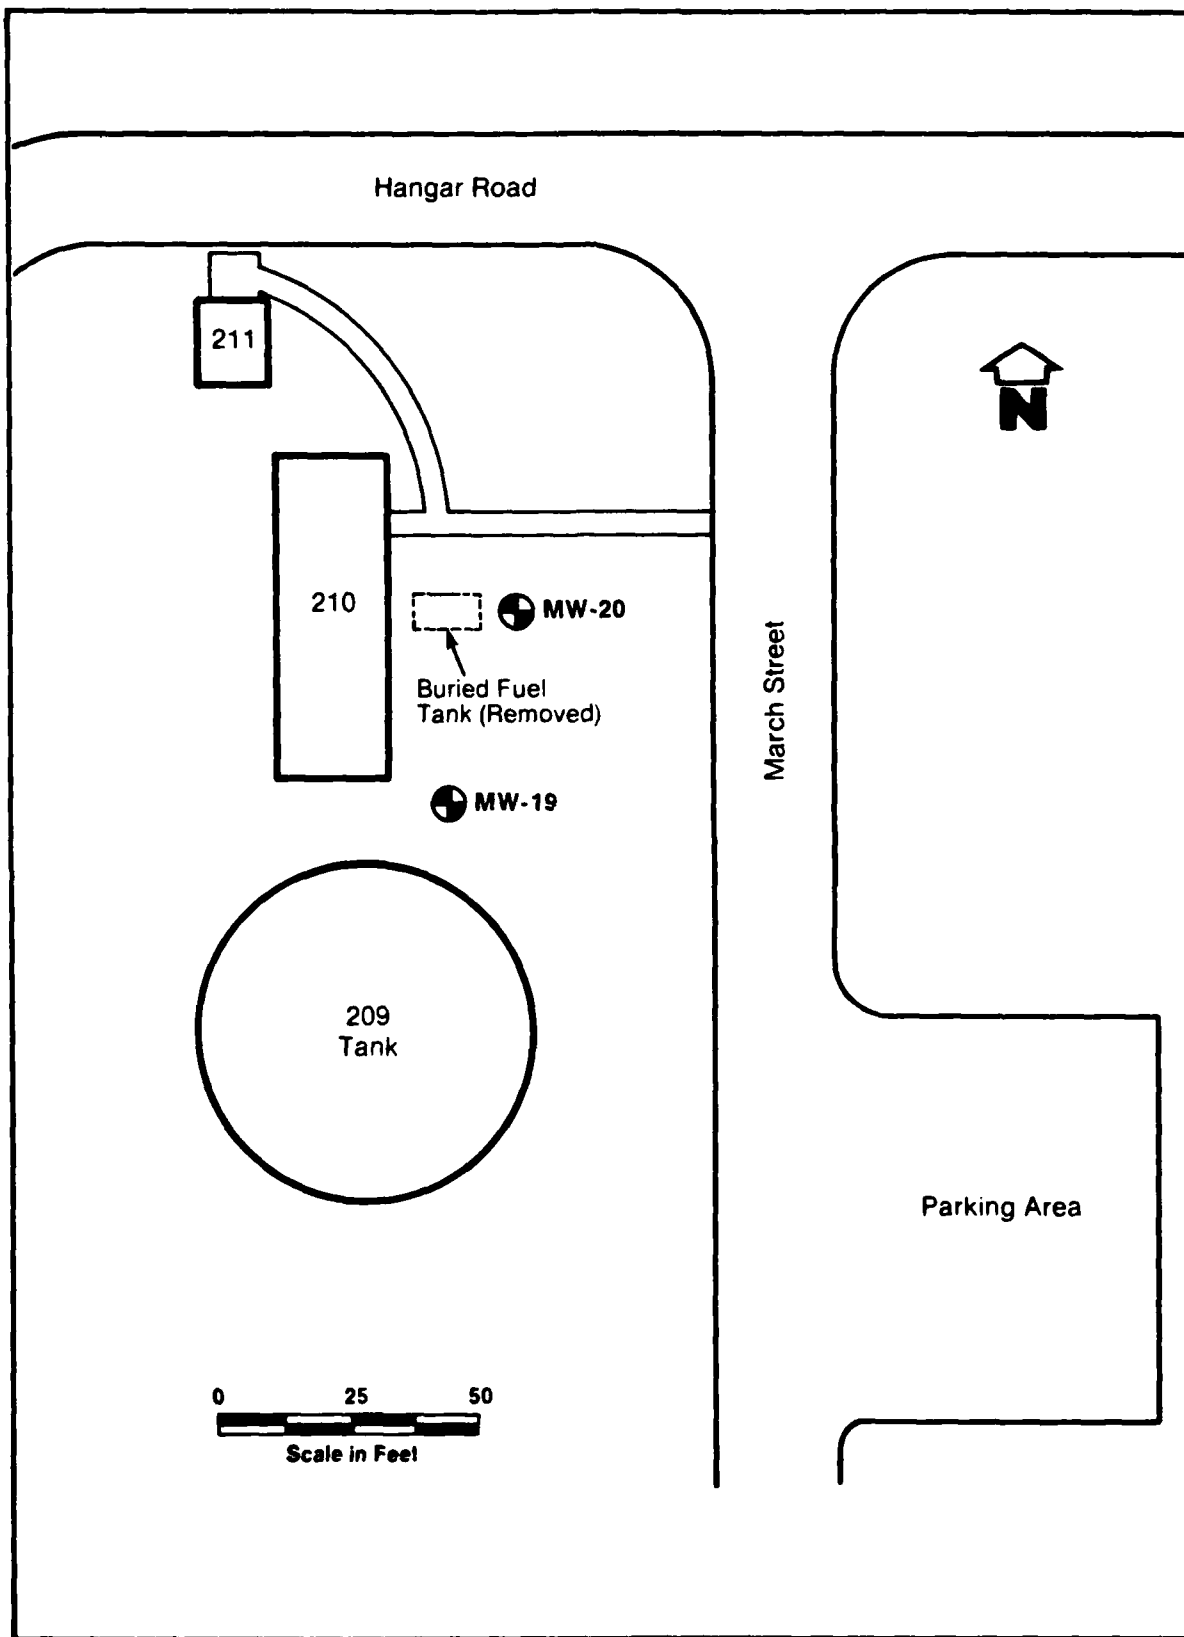 Hangar Road
211
N
210
MW-20
Buried Fuel
Tank (Removed)
March Street
MW-19
209
Tank
Parking Area
0 25 50
Scale in Feet